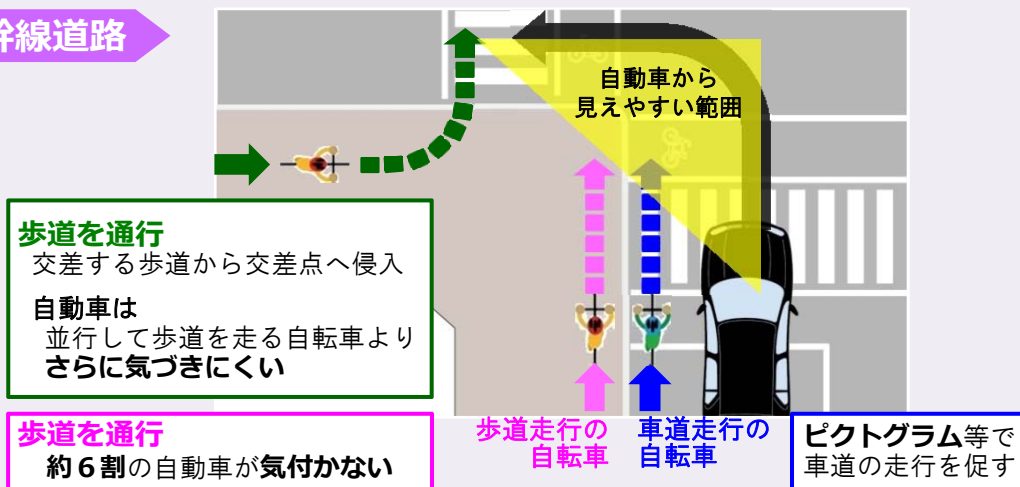 幹線道路
自動車から
見えやすい範囲
歩道を通行
交差する歩道から交差点へ侵入
自動車は
並行して歩道を走る自転車より
さらに気づきにくい
歩道を通行
約６割の自動車が気付かない
歩道走行の
自転車
車道走行の
自転車
ピクトグラム等で
車道の走行を促す